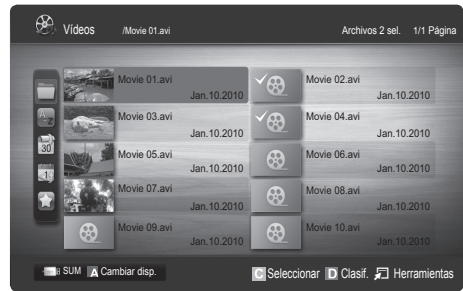 Vídeos /Movie 01.avi Archivos 2 sel. 1/1 Página
Movie 01.avi Movie 02.avi
Jan.10.2010 Jan.10.2010
Movie 03.avi Movie 04.avi
Jan.10.2010 Jan.10.2010
Movie 05.avi Movie 06.avi
Jan.10.2010 Jan.10.2010
Movie 07.avi Movie 08.avi
Jan.10.2010 Jan.10.2010
Movie 09.avi Movie 10.avi
Jan.10.2010 Jan.10.2010
SUM A Cambiar disp. C Seleccionar D Clasif. Herramientas